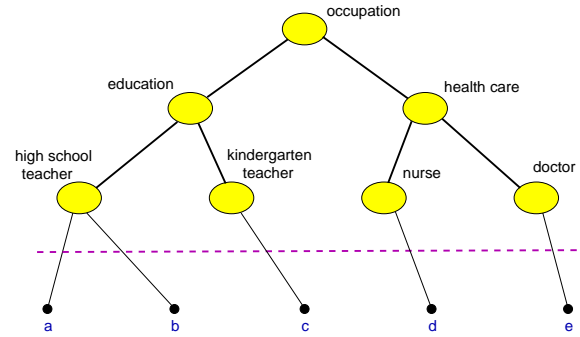 occupation
education
health care
high school
teacher
kindergarten
teacher
nurse
doctor
a
b
c
d
e